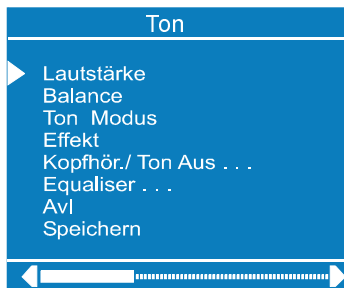 Ton
Lautstärke
Balance
Ton Modus
Effekt
Kopfhör./ Ton Aus . . .
Equaliser . . .
Avl
Speichern